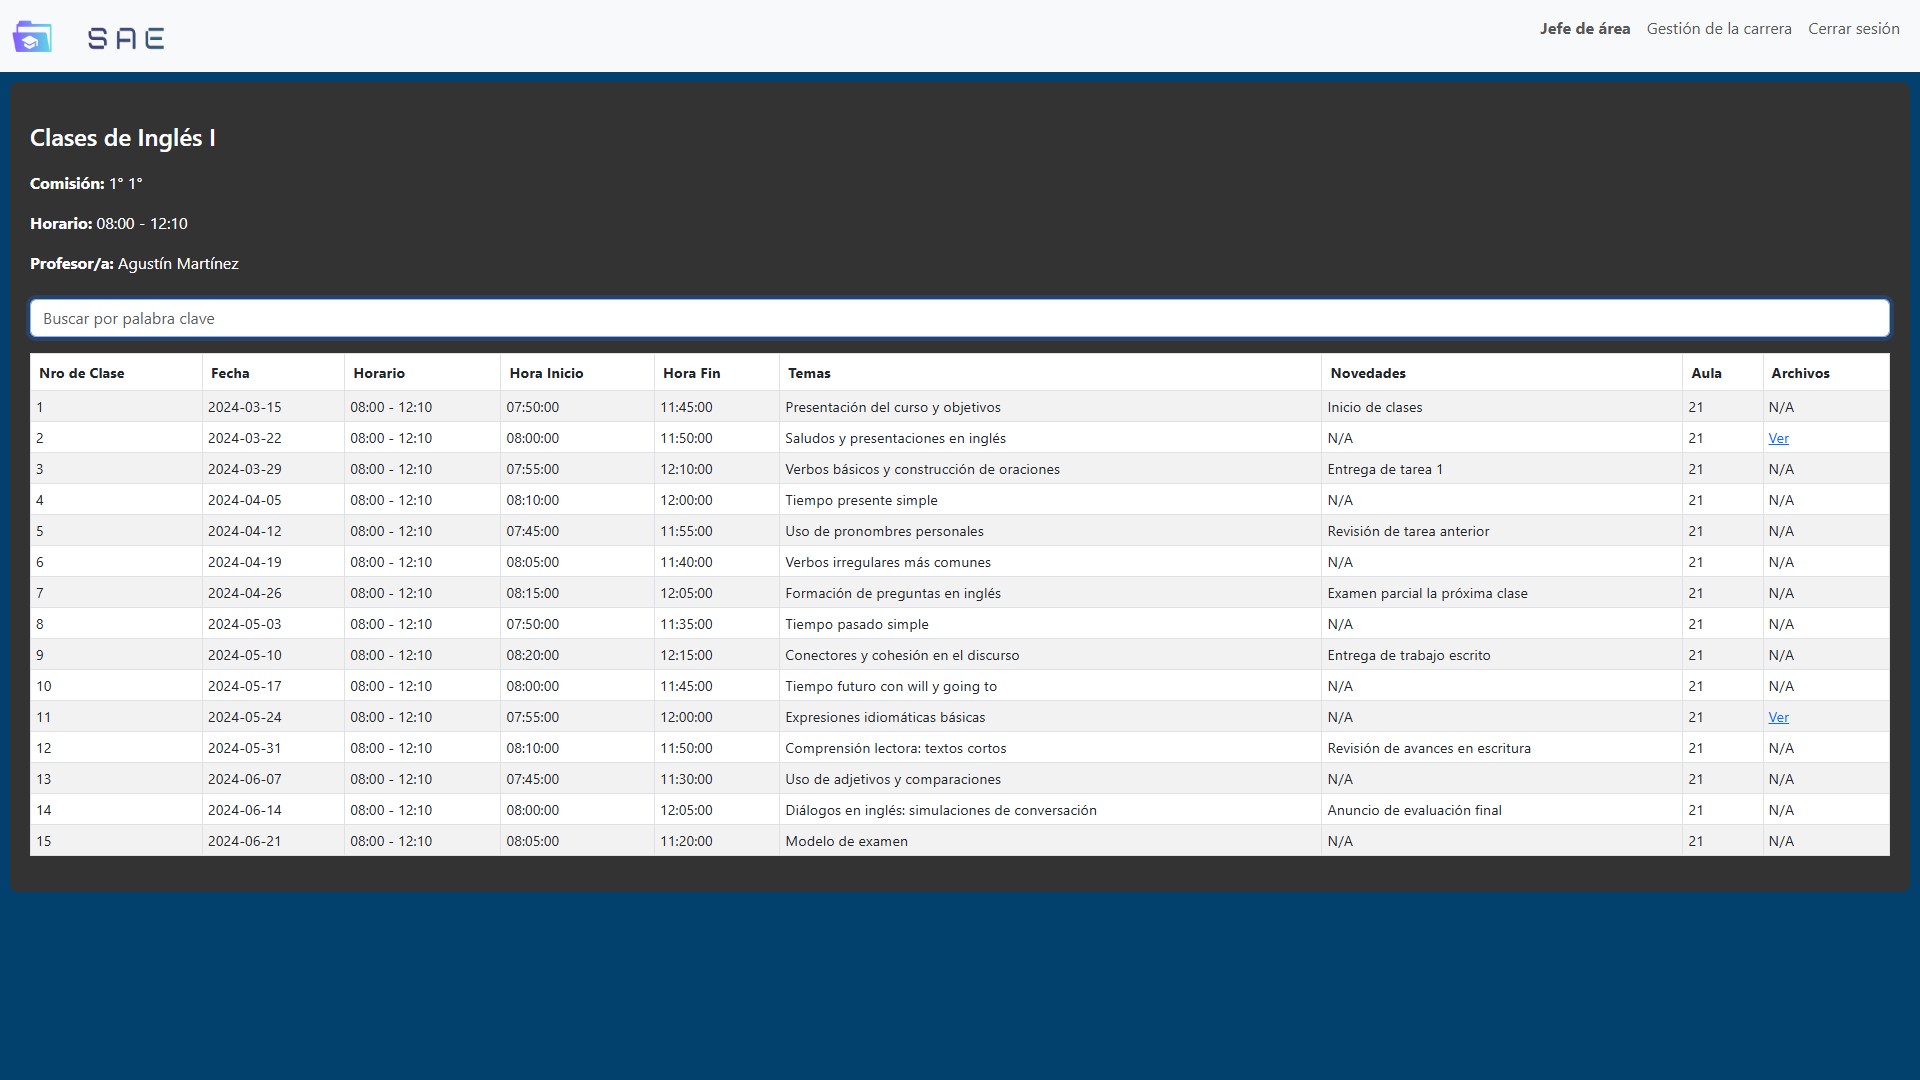 SAE
Jefe de área Gestión de la carrera Cerrar sesión
Clases de Inglés I
Comisión: 1° 1°
Horario: 08:00 - 12:10
Profesor/a: Agustín Martínez
Buscar por palabra clave
Nro de Clase Fecha Horario Hora Inicio Hora Fin Temas Novedades Aula Archivos
1 2024-03-15 08:00 - 12:10 07:50:00 11:45:00 Presentación del curso y objetivos Inicio de clases 21 N/A
2 2024-03-22 08:00 - 12:10 08:00:00 11:50:00 Saludos y presentaciones en inglés N/A 21 Ver
3 2024-03-29 08:00 - 12:10 07:55:00 12:10:00 Verbos básicos y construcción de oraciones Entrega de tarea 1 21 N/A
4 2024-04-05 08:00 - 12:10 08:10:00 12:00:00 Tiempo presente simple N/A 21 N/A
5 2024-04-12 08:00 - 12:10 07:45:00 11:55:00 Uso de pronombres personales Revisión de tarea anterior 21 N/A
6 2024-04-19 08:00 - 12:10 08:05:00 11:40:00 Verbos irregulares más comunes N/A 21 N/A
7 2024-04-26 08:00 - 12:10 08:15:00 12:05:00 Formación de preguntas en inglés Examen parcial la próxima clase 21 N/A
8 2024-05-03 08:00 - 12:10 07:50:00 11:35:00 Tiempo pasado simple N/A 21 N/A
9 2024-05-10 08:00 - 12:10 08:20:00 12:15:00 Conectores y cohesión en el discurso Entrega de trabajo escrito 21 N/A
10 2024-05-17 08:00 - 12:10 08:00:00 11:45:00 Tiempo futuro con will y going to N/A 21 N/A
11 2024-05-24 08:00 - 12:10 07:55:00 12:00:00 Expresiones idiomáticas básicas N/A 21 Ver
12 2024-05-31 08:00 - 12:10 08:10:00 11:50:00 Comprensión lectora: textos cortos Revisión de avances en escritura 21 N/A
13 2024-06-07 08:00 - 12:10 07:45:00 11:30:00 Uso de adjetivos y comparaciones N/A 21 N/A
14 2024-06-14 08:00 - 12:10 08:00:00 12:05:00 Diálogos en inglés: simulaciones de conversación Anuncio de evaluación final 21 N/A
15 2024-06-21 08:00 - 12:10 08:05:00 11:20:00 Modelo de examen N/A 21 N/A